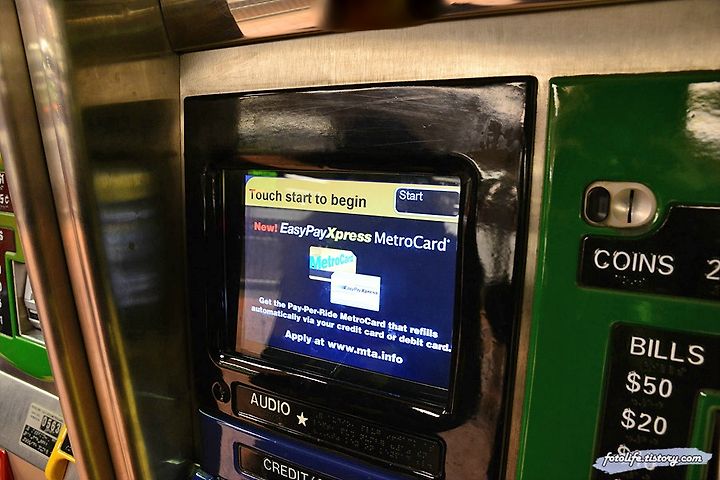 Touch start to begin
Start
New! EasyPayXpress MetroCard®
MetroCard
EasyPayXpress
Get the Pay-Per-Ride MetroCard that refills
automatically via your credit card or debit card.
Apply at www.mta.info
AUDIO
CREDIT/
COINS 2
BILLS
$50
$20
fotolife.tistory.com